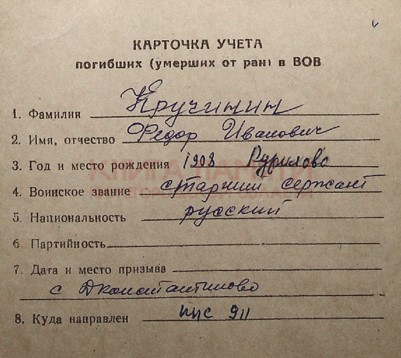 КАРТОЧКА УЧЕТА
погибших (умерших от ран) в ВОВ
1. Фамилия Кручинин
2. Имя, отчество Федор Иванович
3. Год и место рождения 1908 Гурилово
4. Воинское звание старший сержант
5. Национальность русский
6. Партийность
7. Дата и место призыва
с Дконстантиново
8. Куда направлен ппс 911